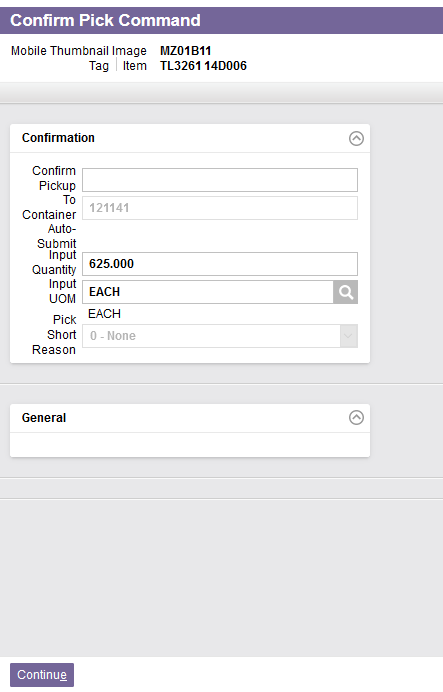 Confirm Pick Command
Mobile Thumbnail Image MZ01B11
Tag Item TL3261 14D006
Confirmation
Confirm
Pickup
To
Container
121141
Auto-
Submit
Input
Quantity
625.000
Input
UOM
EACH
EACH
Pick
Short
Reason
0 - None
General
Continue